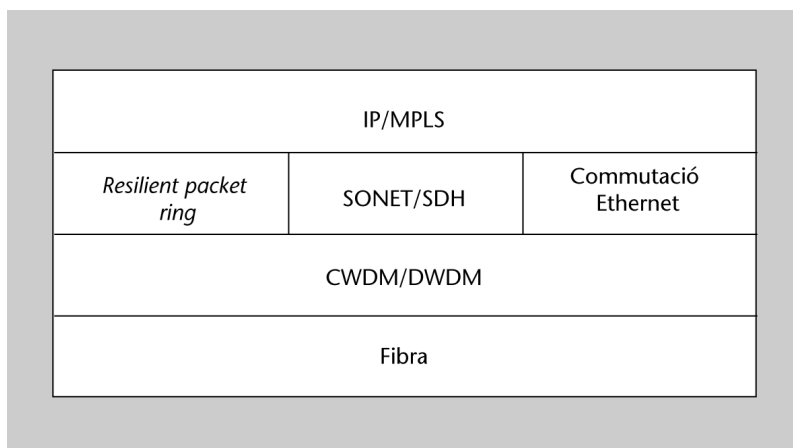 IP/MPLS
Resilient packet
ring
SONET/SDH
Commutació
Ethernet
CWDM/DWDM
Fibra